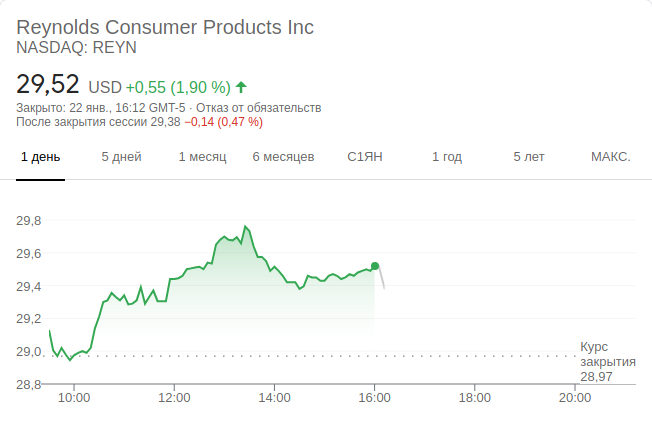 Reynolds Consumer Products Inc
NASDAQ: REYN
29,52 USD +0,55 (1,90 %)
Закрыто: 22 янв., 16:12 GMT-5 · Отказ от обязательств
После закрытия сессии 29,38 −0,14 (0,47 %)
1 день 5 дней 1 месяц 6 месяцев С1ЯН 1 год 5 лет МАКС.
29,8
29,6
29,4
29,2
29,0
28,8
Курс
закрытия
28,97
10:00 12:00 14:00 16:00 18:00 20:00